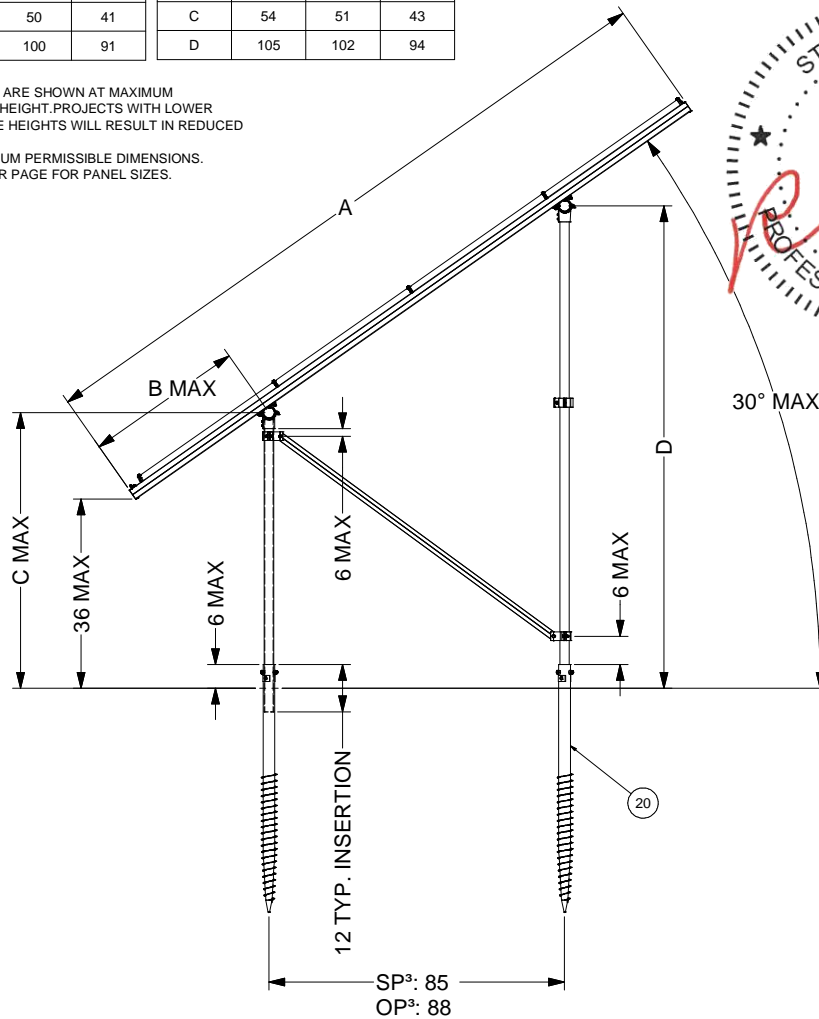 50 41
100 91
C 54 51 43
D 105 102 94
ARE SHOWN AT MAXIMUM
HEIGHT.PROJECTS WITH LOWER
E HEIGHTS WILL RESULT IN REDUCED
UM PERMISSIBLE DIMENSIONS.
R PAGE FOR PANEL SIZES.
ST
PROFES
A
B MAX
30° MAX
D
C MAX
36 MAX
6 MAX
6 MAX
6 MAX
12 TYP. INSERTION
20
SP³: 85
OP³: 88